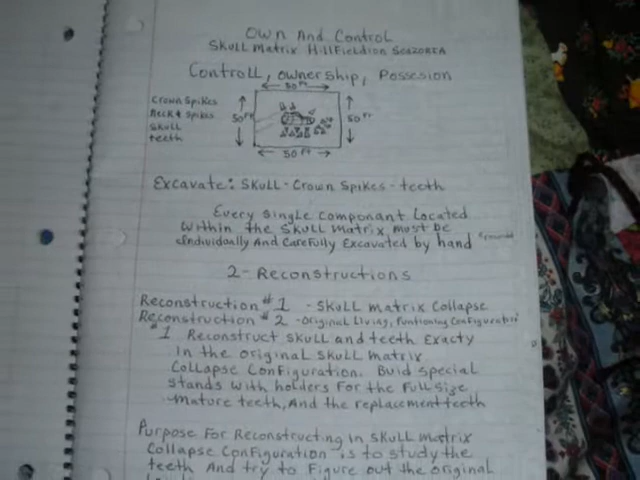 Own And Control
Skull Matrix Hillfieldion
Controll, ownership, Possesion
50 Ft
Crown Spikes
Neck + Spikes
Skull
teeth
50 Ft
50 Ft
50 Ft
Excavate: Skull - Crown Spikes - teeth
Every single componant Located
within the skull matrix, must be
individually And carefully Excavated by hand
2-Reconstructions
Reconstruction #1 - Skull matrix Collapse
Reconstruction #2 - Original Living, Funtioning Configuration
#1 Reconstruct skull and teeth Exacty
in the original skull matrix
Collapse Configuration. Buid special
stands with holders for the full size
mature teeth, And the replacement teeth
Purpose for Reconstructing in skull matrix
Collapse Configuration is to study the
teeth And try to figure out the original